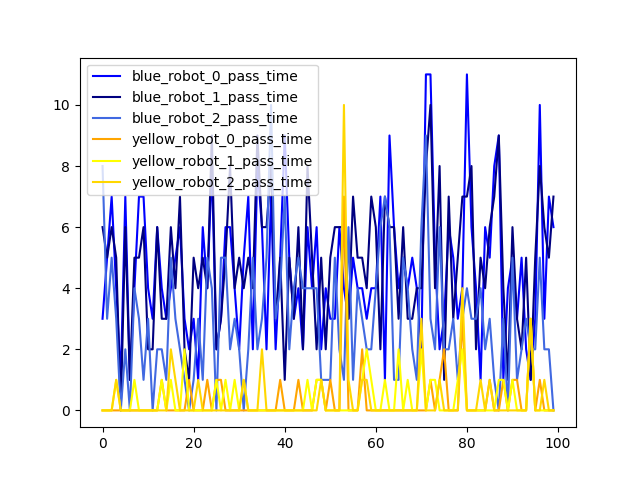 blue_robot_0_pass_time
blue_robot_1_pass_time
blue_robot_2_pass_time
yellow_robot_0_pass_time
yellow_robot_1_pass_time
yellow_robot_2_pass_time
10
8
6
4
2
0
0 20 40 60 80 100